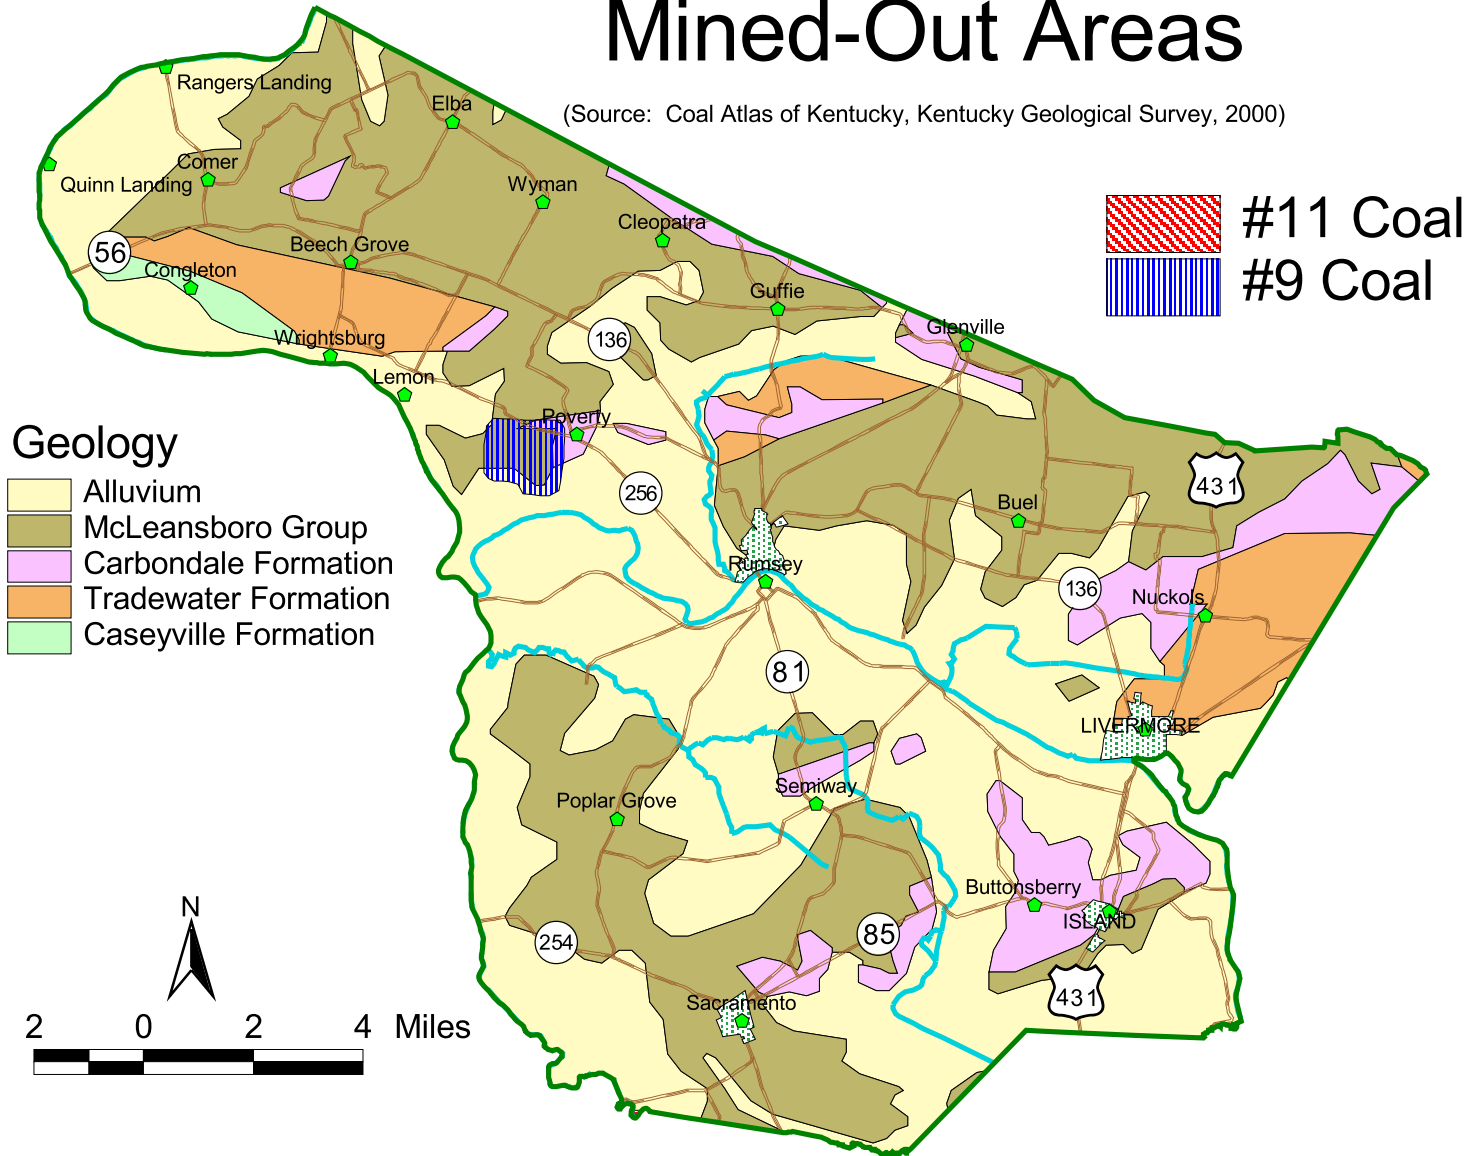 Mined-Out Areas
(Source: Coal Atlas of Kentucky, Kentucky Geological Survey, 2000)
#11 Coal
#9 Coal
Rangers Landing
Elba
Comer
Quinn Landing
Wyman
Cleopatra
56
Beech Grove
Congleton
Guffie
Glenville
Wrightsburg
136
Lemon
Poverty
Geology
Alluvium
McLeansboro Group
Carbondale Formation
Tradewater Formation
Caseyville Formation
256
431
Buel
Rumsey
136
Nuckols
81
LIVERMORE
Semiway
Poplar Grove
Buttonsberry
ISLAND
N
254
85
431
Sacramento
2 0 2 4 Miles